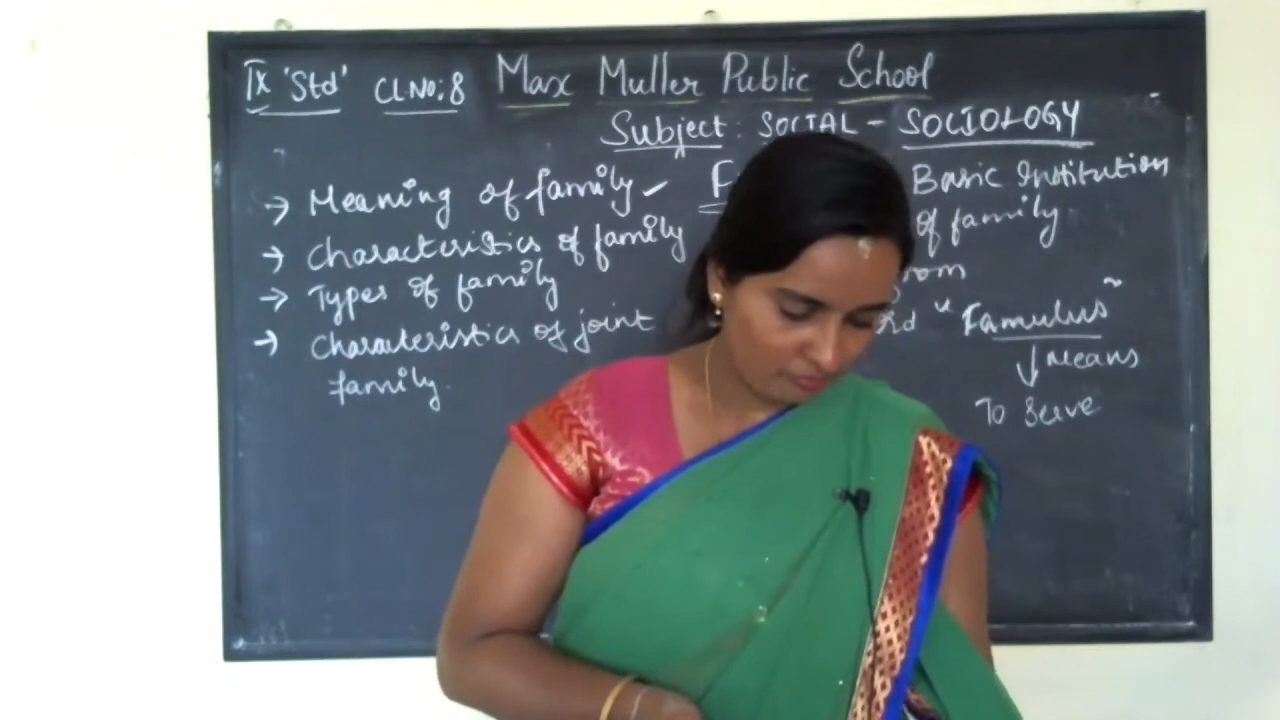 IX 'Std' CL No: 8 Max Muller Public School
Subject: SOCIAL - SOCIOLOGY
→ Meaning of family -
→ Characteristics of family
→ Types of family
→ Characteristics of joint
family.
Basic Institution
of family
"Famulus"
↓ Means
To Serve